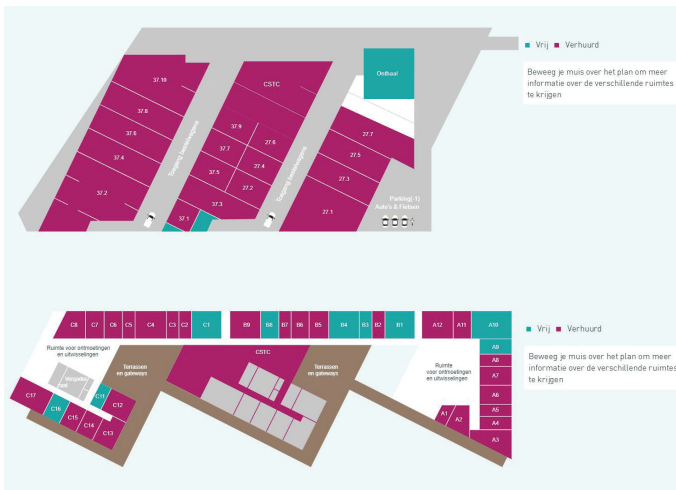 Vrij
Verhuurd
Beweeg je muis over het plan om meer
informatie over de verschillende ruimtes
te krijgen
37.10
37.8
37.6
37.4
37.2
Toegang bestelwagens
CSTC
37.9
37.7
37.5
37.3
37.1
27.6
27.4
27.2
Toegang bestelwagens
Onthaal
27.7
27.5
27.3
27.1
Parking(-1)
Auto's & Fietsen
C8
C7
C6
C5
C4
C3
C2
C1
B9
B8
B7
B6
B5
B4
B3
B2
B1
A12
A11
A10
Vrij
Verhuurd
Beweeg je muis over het plan om meer
informatie over de verschillende ruimtes
te krijgen
Ruimte voor ontmoetingen
en uitwisselingen
Terrassen
en gateways
CSTC
Terrassen
en gateways
Ruimte
voor ontmoetingen
en uitwisselingen
A9
A8
A7
A6
A5
A4
A3
A1
A2
C17
C16
C15
C14
C13
C12
C11